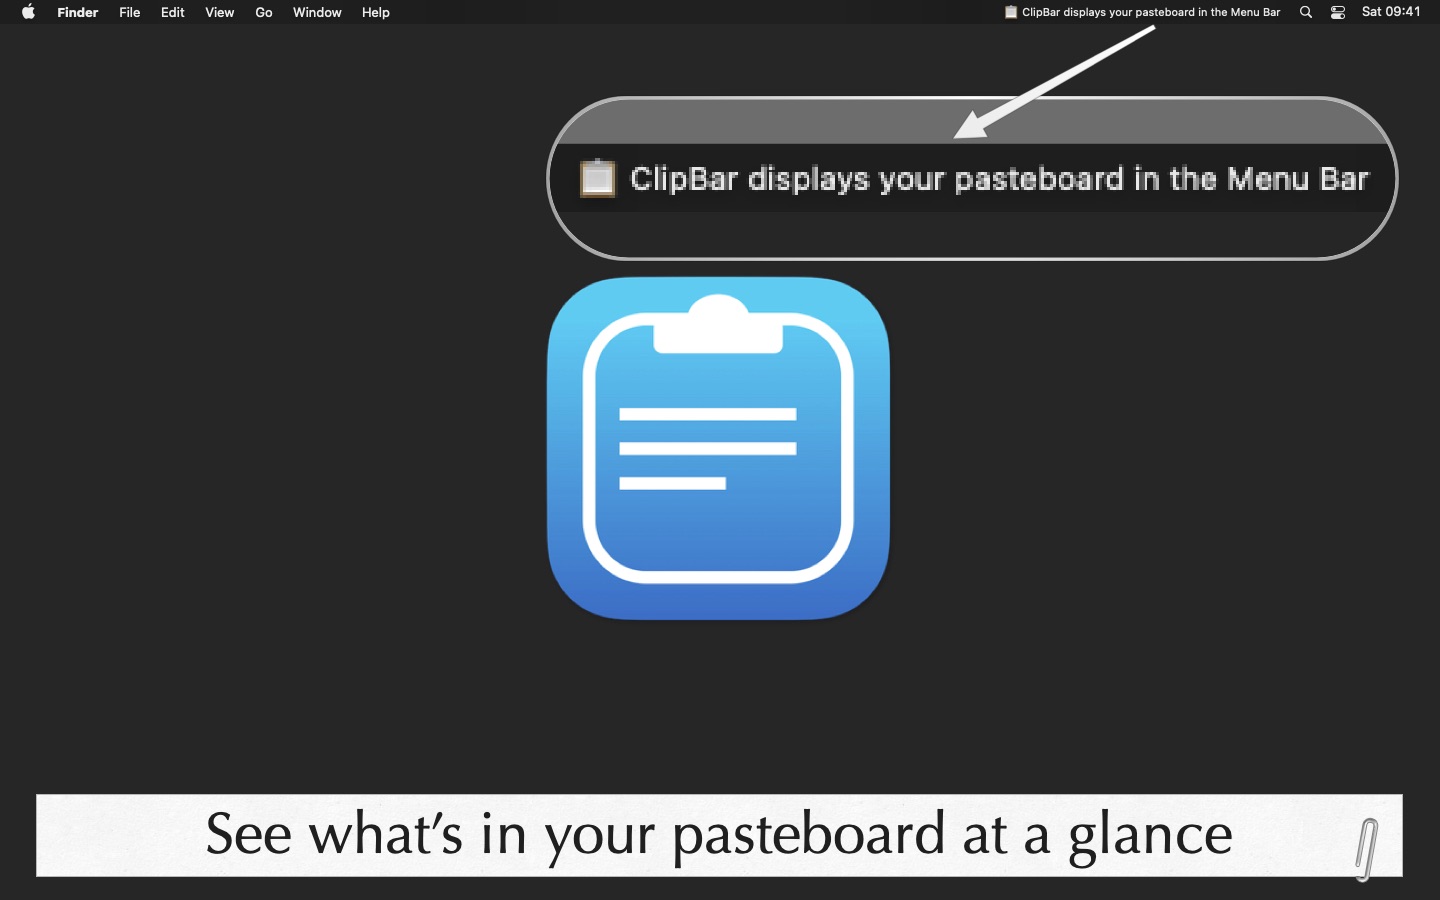 Finder File Edit View Go Window Help ClipBar displays your pasteboard in the Menu Bar Sat 09:41
ClipBar displays your pasteboard in the Menu Bar
See what’s in your pasteboard at a glance